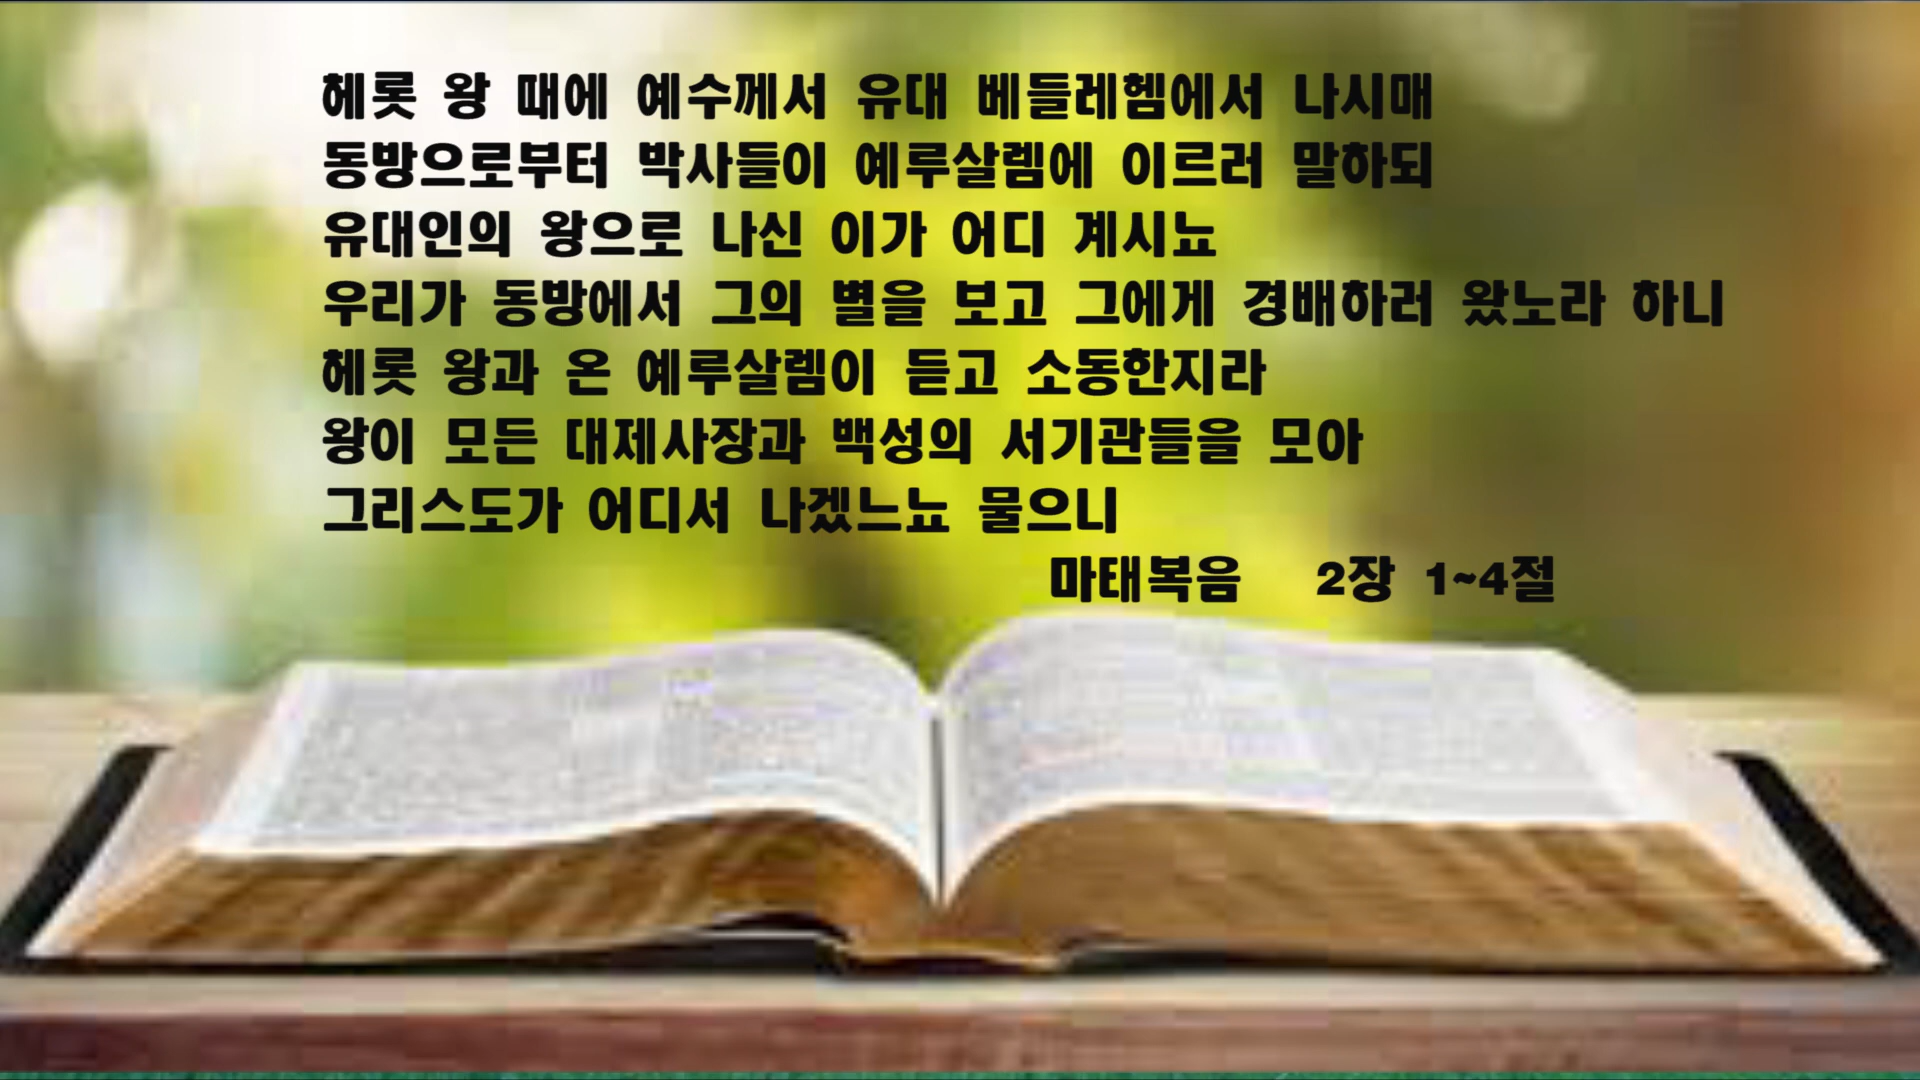 헤롯 왕 때에 예수께서 유대 베들레헴에서 나시매
동방으로부터 박사들이 예루살렘에 이르러 말하되
유대인의 왕으로 나신 이가 어디 계시뇨
우리가 동방에서 그의 별을 보고 그에게 경배하러 왔노라 하니
헤롯 왕과 온 예루살렘이 듣고 소동한지라
왕이 모든 대제사장과 백성의 서기관들을 모아
그리스도가 어디서 나겠느뇨 물으니
마태복음 2장 1~4절